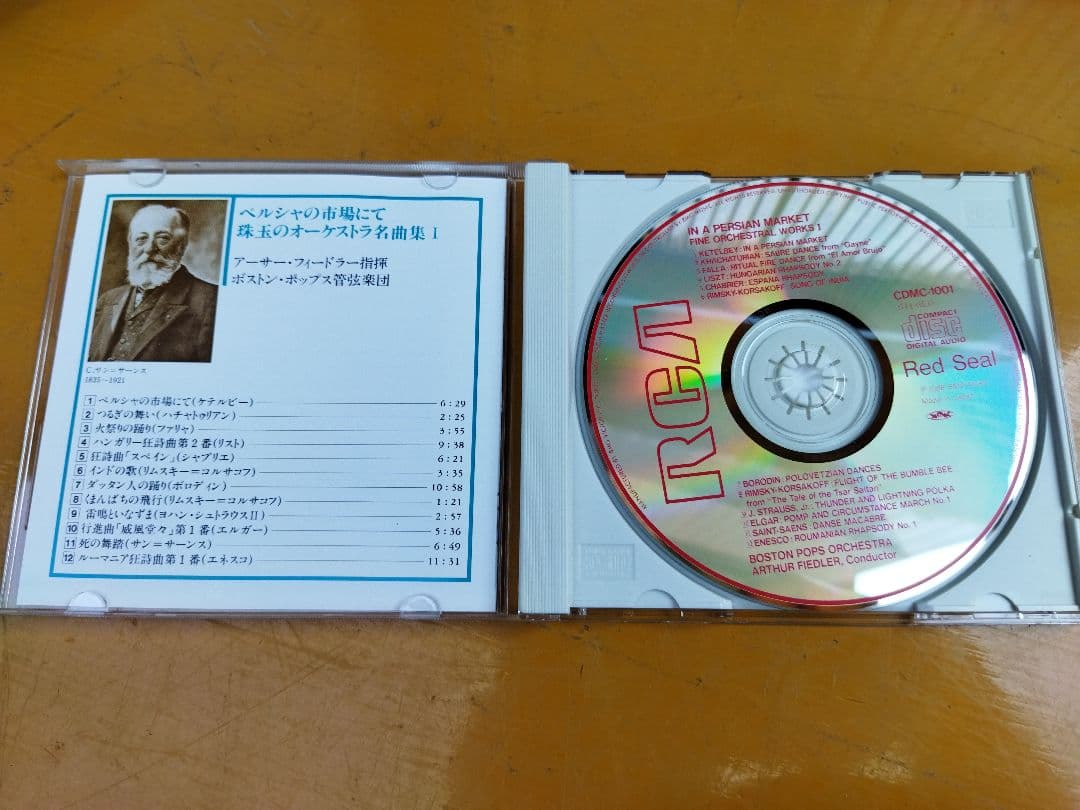 ペルシャの市場にて
珠玉のオーケストラ名曲集 I
アーサー・フィードラー指揮
ボストン・ポップス管弦楽団
C.サン＝サーンス
1835～1921
1 ペルシャの市場にて(ケテルビー) 6:29
2 つるぎの舞い(ハチャトゥリアン) 2:25
3 火祭りの踊り(ファリャ) 3:55
4 ハンガリー狂詩曲第2番(リスト) 9:38
5 狂詩曲「スペイン」(シャブリエ) 6:21
6 インドの歌(リムスキー＝コルサコフ) 3:35
7 ダッタン人の踊り(ボロディン) 10:58
8 くまんばちの飛行(リムスキー＝コルサコフ) 1:21
9 雷鳴といなずま(ヨハン・シュトラウスII) 2:57
10 行進曲「威風堂々」第1番(エルガー) 5:36
11 死の舞踏(サン＝サーンス) 6:49
12 ルーマニア狂詩曲第1番(エネスコ) 11:31
IN A PERSIAN MARKET
FINE ORCHESTRAL WORKS 1
KETELBEY: IN A PERSIAN MARKET
KHACHATURIAN: SABRE DANCE from "Gayne"
FALLA: RITUAL FIRE DANCE from "El Amor Brujo"
LISZT: HUNGARIAN RHAPSODY No.2
CHABRIER: ESPAÑA RHAPSODY
RIMSKY-KORSAKOFF: SONG OF INDIA
CDMC-1001
COMPACT
disc
DIGITAL AUDIO
Red Seal
RCA
BORODIN: POLOVETZIAN DANCES
RIMSKY-KORSAKOFF: FLIGHT OF THE BUMBLE BEE
from "The Tale of the Tsar Saltan"
J. STRAUSS, Jr.: THUNDER AND LIGHTNING POLKA
ELGAR: POMP AND CIRCUMSTANCE MARCH No.1
SAINT-SAENS: DANSE MACABRE
ENESCO: ROUMANIAN RHAPSODY No.1
BOSTON POPS ORCHESTRA
ARTHUR FIEDLER, Conductor